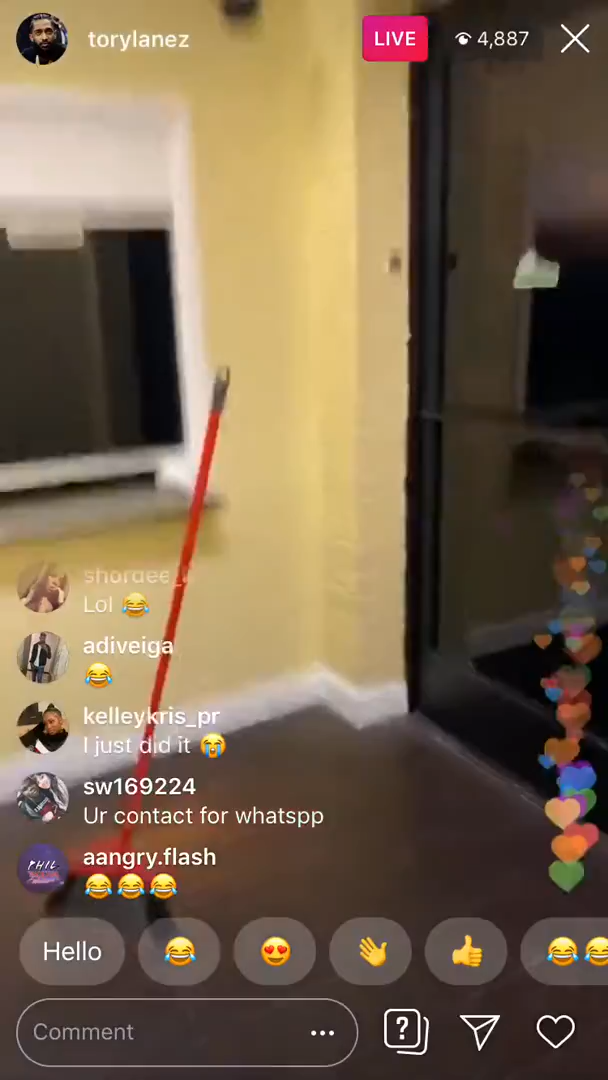 torylanez
LIVE
4,887
shordee
Lol 😂
adiveiga
😂
kelleykris_pr
I just did it 😭
sw169224
Ur contact for whatspp
aangry.flash
😂😂😂
Hello 😂 😍 👋 👍 😂😂
Comment